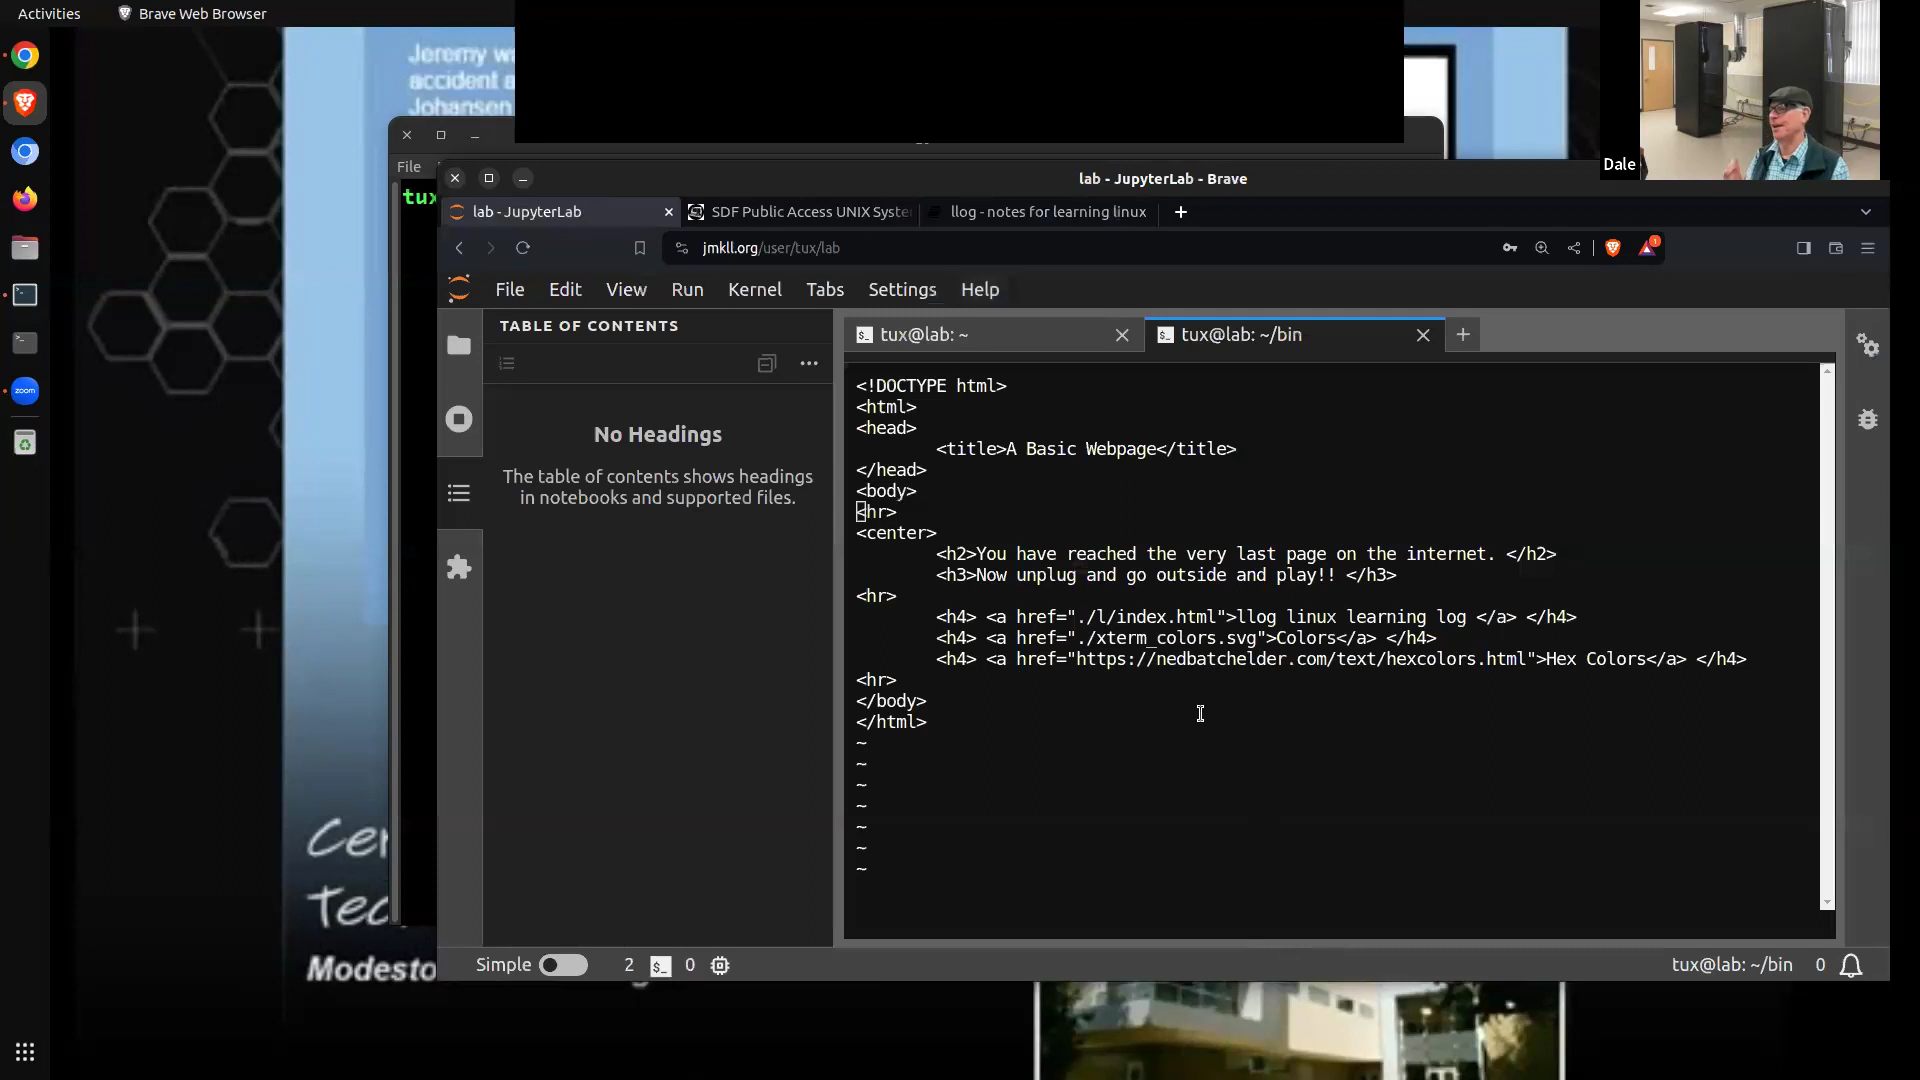 Activities
Brave Web Browser
Jeremy w
accident a
Johansen
Dale
File
tux
lab - JupyterLab - Brave
lab - JupyterLab
SDF Public Access UNIX Syste
llog - notes for learning linux
jmkll.org/user/tux/lab
1
File Edit View Run Kernel Tabs Settings Help
TABLE OF CONTENTS
tux@lab: ~
tux@lab: ~/bin
No Headings
The table of contents shows headings
in notebooks and supported files.
<!DOCTYPE html>
<html>
<head>
<title>A Basic Webpage</title>
</head>
<body>
<hr>
<center>
<h2>You have reached the very last page on the internet. </h2>
<h3>Now unplug and go outside and play!! </h3>
<hr>
<h4> <a href="./l/index.html">llog linux learning log </a> </h4>
<h4> <a href="./xterm_colors.svg">Colors</a> </h4>
<h4> <a href="https://nedbatchelder.com/text/hexcolors.html">Hex Colors</a> </h4>
<hr>
</body>
</html>
~
~
~
~
~
~
~
Simple 2 $_ 0
tux@lab: ~/bin 0
zoom
Cer
Tec
Modesto